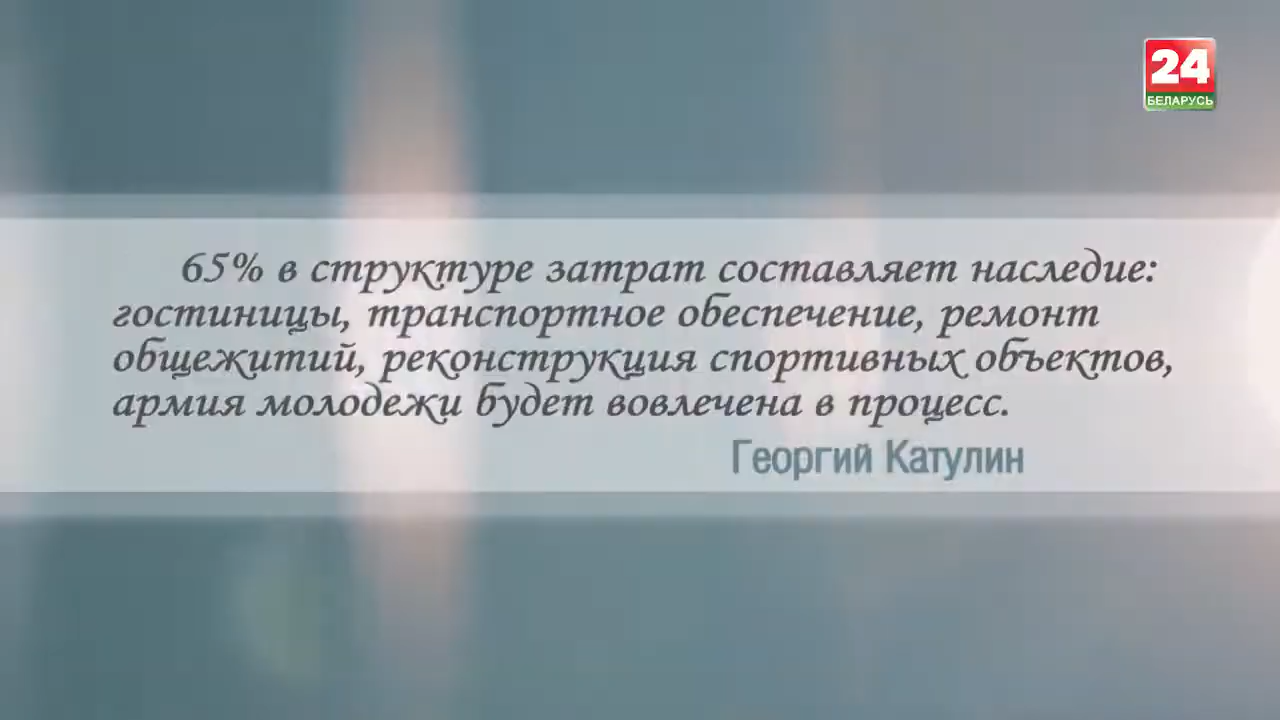 24
БЕЛАРУСЬ
65% в структуре затрат составляет наследие:
гостиницы, транспортное обеспечение, ремонт
общежитий, реконструкция спортивных объектов,
армия молодежи будет вовлечена в процесс.
Георгий Катулин